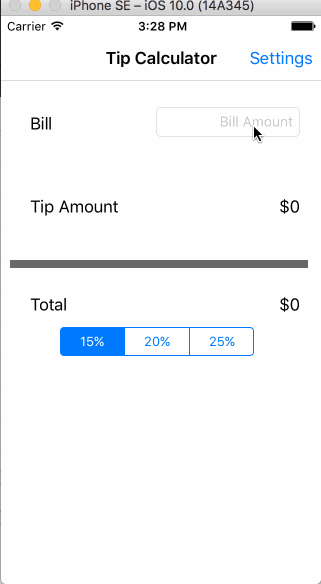 iPhone SE – iOS 10.0 (14A345)
Carrier 3:28 PM
Tip Calculator Settings
Bill Bill Amount
Tip Amount $0
Total $0
15% 20% 25%